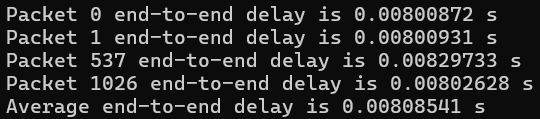 Packet 0 end-to-end delay is 0.00800872 s
Packet 1 end-to-end delay is 0.00800931 s
Packet 537 end-to-end delay is 0.00829733 s
Packet 1026 end-to-end delay is 0.00802628 s
Average end-to-end delay is 0.00808541 s